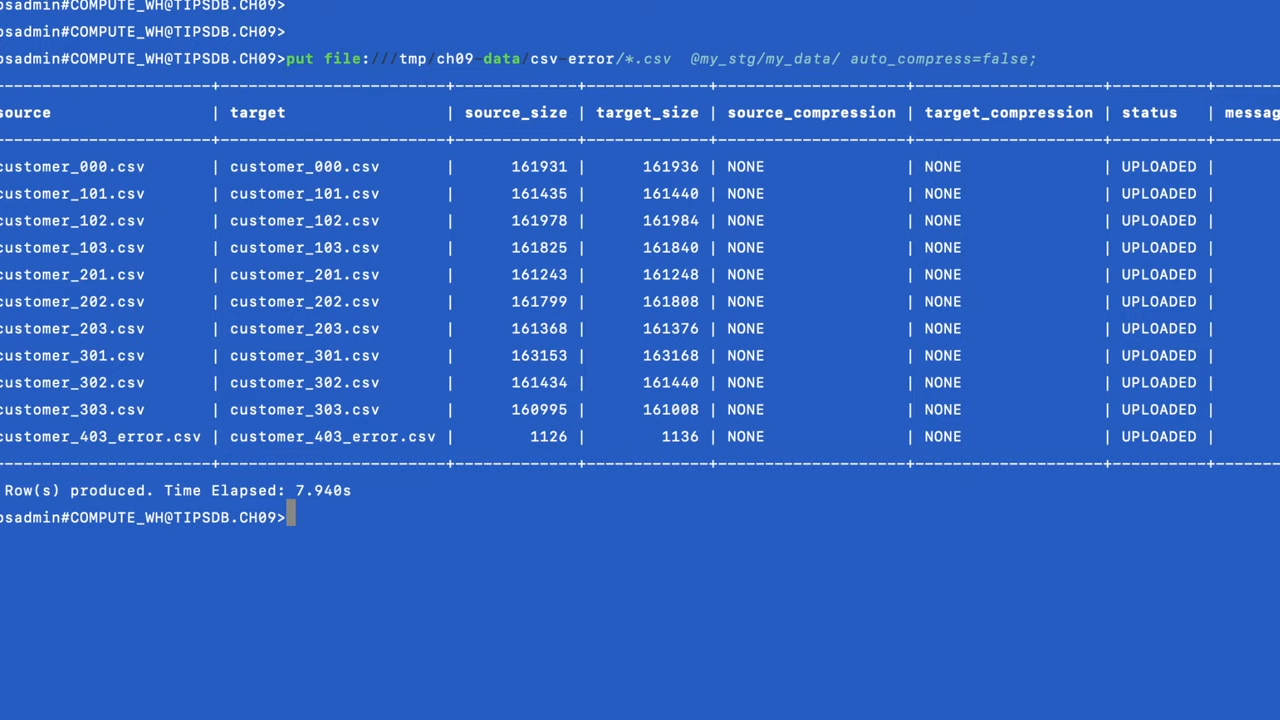 psadmin#COMPUTE_WH@TIPSDB.CH09>
psadmin#COMPUTE_WH@TIPSDB.CH09>
psadmin#COMPUTE_WH@TIPSDB.CH09>put file:///tmp/ch09-data/csv-error/*.csv  @my_stg/my_data/ auto_compress=false;
source | target | source_size | target_size | source_compression | target_compression | status | messag
customer_000.csv | customer_000.csv | 161931 | 161936 | NONE | NONE | UPLOADED |
customer_101.csv | customer_101.csv | 161435 | 161440 | NONE | NONE | UPLOADED |
customer_102.csv | customer_102.csv | 161978 | 161984 | NONE | NONE | UPLOADED |
customer_103.csv | customer_103.csv | 161825 | 161840 | NONE | NONE | UPLOADED |
customer_201.csv | customer_201.csv | 161243 | 161248 | NONE | NONE | UPLOADED |
customer_202.csv | customer_202.csv | 161799 | 161808 | NONE | NONE | UPLOADED |
customer_203.csv | customer_203.csv | 161368 | 161376 | NONE | NONE | UPLOADED |
customer_301.csv | customer_301.csv | 163153 | 163168 | NONE | NONE | UPLOADED |
customer_302.csv | customer_302.csv | 161434 | 161440 | NONE | NONE | UPLOADED |
customer_303.csv | customer_303.csv | 160995 | 161008 | NONE | NONE | UPLOADED |
customer_403_error.csv | customer_403_error.csv | 1126 | 1136 | NONE | NONE | UPLOADED |
Row(s) produced. Time Elapsed: 7.940s
psadmin#COMPUTE_WH@TIPSDB.CH09>